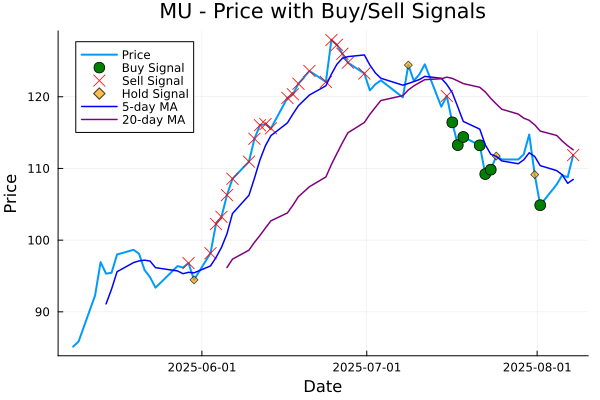 MU - Price with Buy/Sell Signals
Price
Buy Signal
Sell Signal
Hold Signal
5-day MA
20-day MA
120
110
100
90
Price
2025-06-01
2025-07-01
2025-08-01
Date